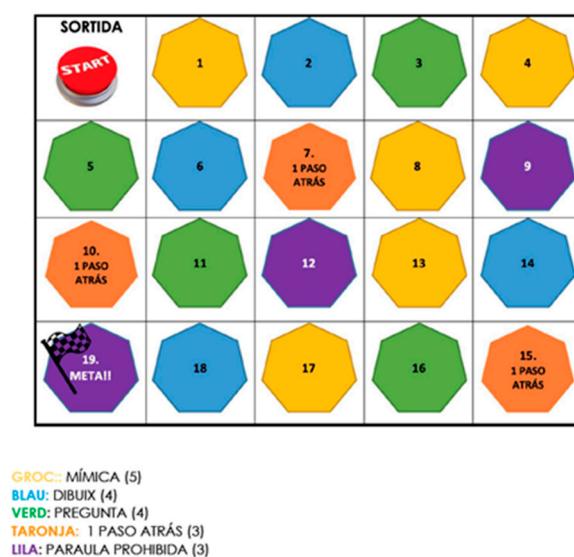 SORTIDA
START
1
2
3
4
5
6
7.
1 PASO
ATRÁS
8
9
10.
1 PASO
ATRÁS
11
12
13
14
19.
META!!
18
17
16
15.
1 PASO
ATRÁS
GROC:: MÍMICA (5)
BLAU: DIBUIX (4)
VERD: PREGUNTA (4)
TARONJA: 1 PASO ATRÁS (3)
LILA: PARAULA PROHIBIDA (3)